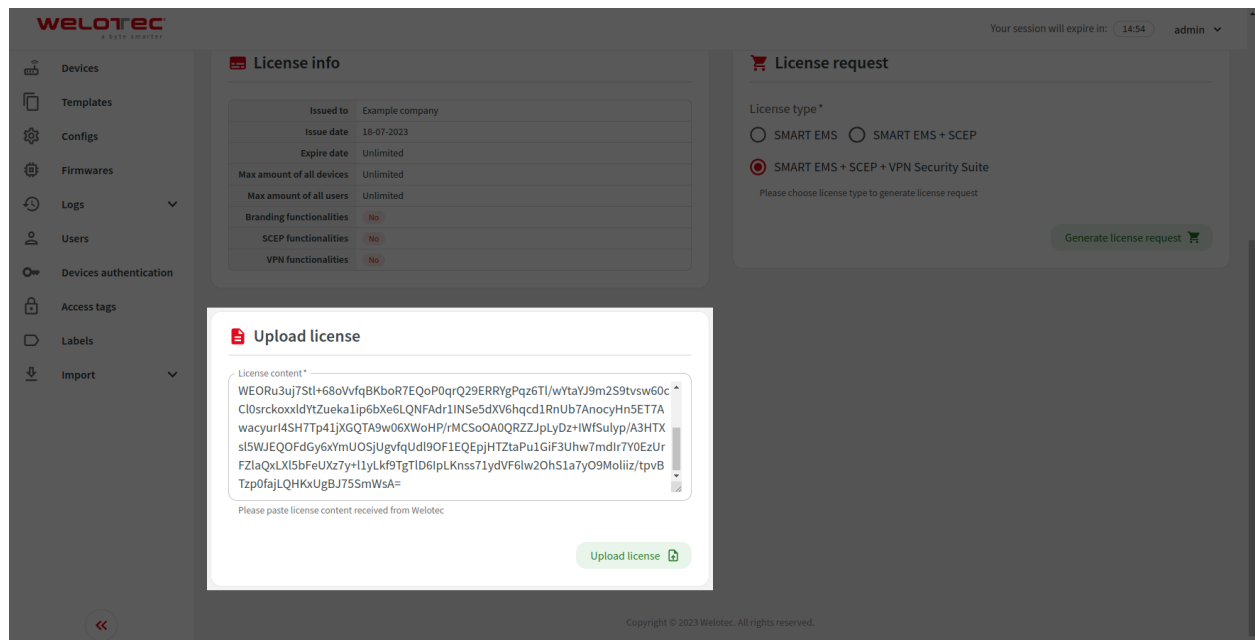 welotec
a byte smarter
Your session will expire in: 14:54 admin
Devices
Templates
Configs
Firmwares
Logs
Users
Devices authentication
Access tags
Labels
Import
License info
Issued to Example company
Issue date 18-07-2023
Expire date Unlimited
Max amount of all devices Unlimited
Max amount of all users Unlimited
Branding functionalities No
SCEP functionalities No
VPN functionalities No
License request
License type *
SMART EMS SMART EMS + SCEP
SMART EMS + SCEP + VPN Security Suite
Please choose license type to generate license request
Generate license request
Upload license
License content *
WEORu3uj7Stl+68oVvfqBKboR7EQoP0qrQ29ERRYgPqz6Tl/wYtaYJ9m2S9tvsw60c
Cl0srckoxxldYtZueka1ip6bXe6LQNFAdr1INSe5dXV6hqcd1RnUb7AnocyHn5ET7A
wacyurI4SH7Tp41jXGQTA9w06XWoHP/rMCSoOA0QRZZJpLyDz+IWfSulyp/A3HTX
sl5WJEQOFdGy6xYmUOSjUgvfqUdl9OF1EQEpjHTZtaPu1GiF3Uhw7mdIr7Y0EzUr
FZlaQxLXl5bFeUXz7y+l1yLkf9TgTlD6IpLKnss71ydVF6lw2OhS1a7yO9Moliiz/tpvB
Tzp0fajLQHKxUgBJ75SmWsA=
Please paste license content received from Welotec
Upload license
Copyright © 2023 Welotec. All rights reserved.